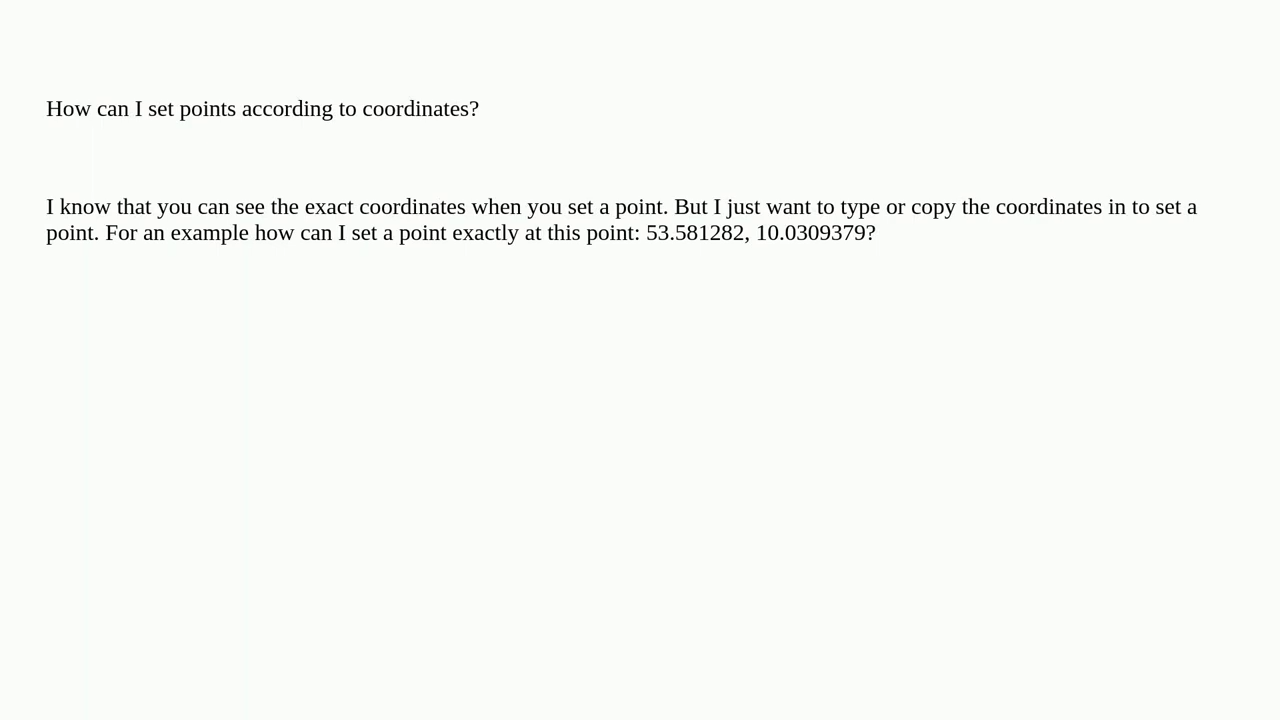 How can I set points according to coordinates?
I know that you can see the exact coordinates when you set a point. But I just want to type or copy the coordinates in to set a
point. For an example how can I set a point exactly at this point: 53.581282, 10.0309379?